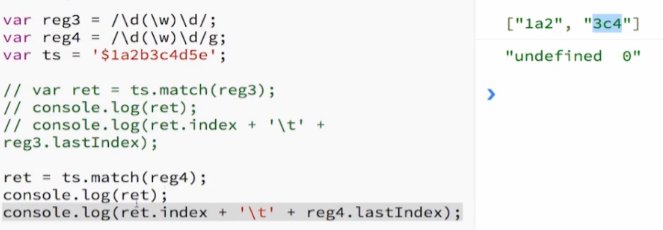 var reg3 = /\d(\w)\d/;
var reg4 = /\d(\w)\d/g;
var ts = '$1a2b3c4d5e';
// var ret = ts.match(reg3);
// console.log(ret);
// console.log(ret.index + '\t' +
reg3.lastIndex);
ret = ts.match(reg4);
console.log(ret);
console.log(ret.index + '\t' + reg4.lastIndex);
["1a2", "3c4"]
"undefined  0"